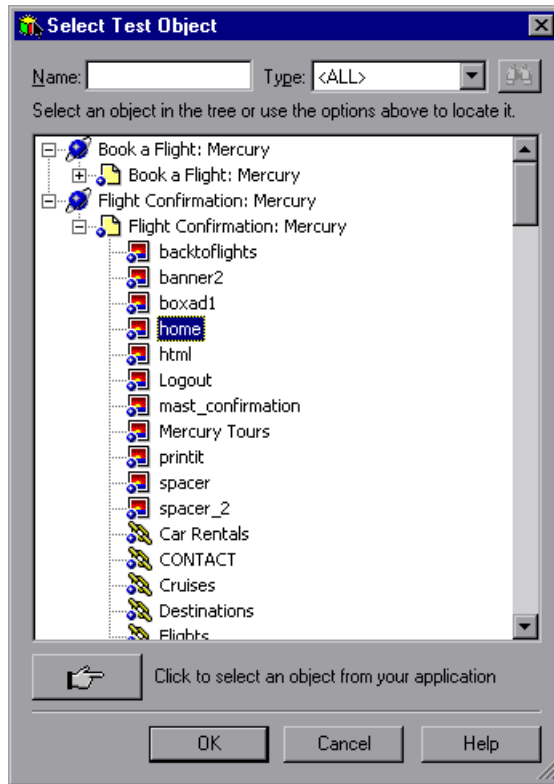 Select Test Object
Name: Type: <ALL>
Select an object in the tree or use the options above to locate it.
Book a Flight: Mercury
Book a Flight: Mercury
Flight Confirmation: Mercury
Flight Confirmation: Mercury
backtoflights
banner2
boxad1
home
html
Logout
mast_confirmation
Mercury Tours
printit
spacer
spacer_2
Car Rentals
CONTACT
Cruises
Destinations
Flights
Click to select an object from your application
OK Cancel Help